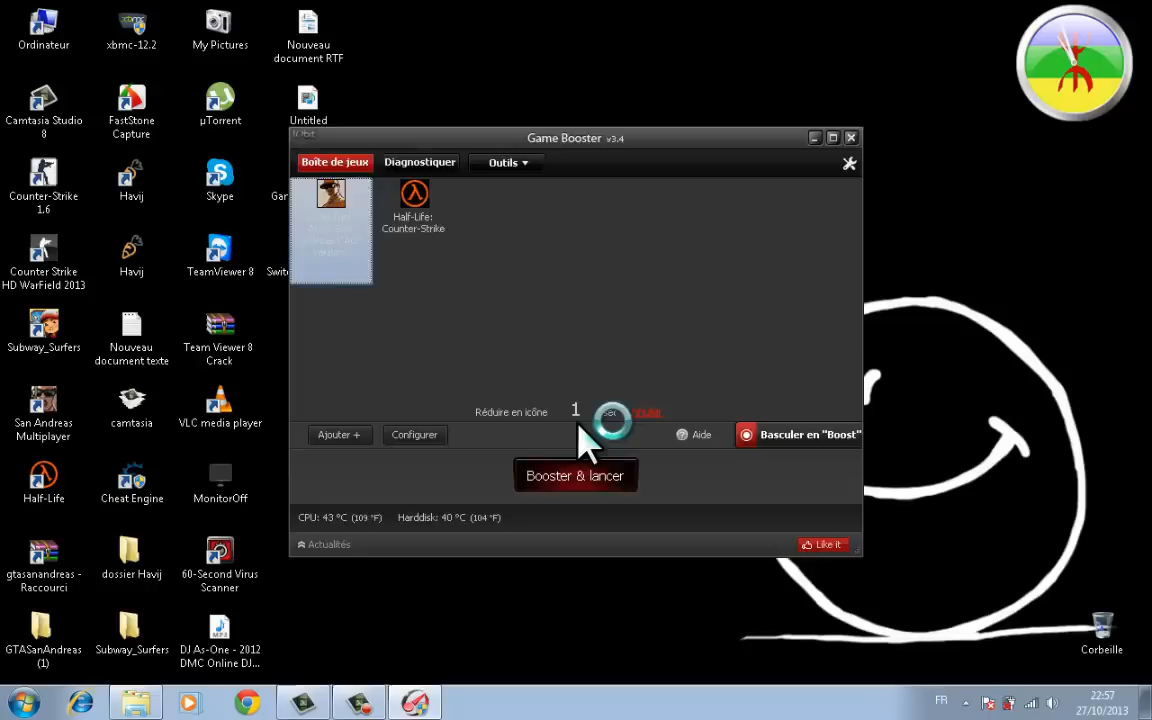 Ordinateur
xbmc-12.2
My Pictures
Nouveau
document RTF
Camtasia Studio
8
FastStone
Capture
µTorrent
Untitled
Counter-Strike
1.6
Havij
Skype
Counter Strike
HD WarField 2013
Havij
TeamViewer 8
Subway_Surfers
Nouveau
document texte
Team Viewer 8
Crack
San Andreas
Multiplayer
camtasia
VLC media player
Half-Life
Cheat Engine
MonitorOff
gtasanandreas -
Raccourci
dossier Havij
60-Second Virus
Scanner
GTASanAndreas
(1)
Subway_Surfers
DJ As-One - 2012
DMC Online DJ...
Game Booster v3.4
Boîte de jeux
Diagnostiquer
Outils
Half-Life:
Counter-Strike
Réduire en icône
1
Ajouter +
Configurer
Aide
Basculer en "Boost"
Booster & lancer
CPU: 43 °C (109 °F)
Harddisk: 40 °C (104 °F)
Actualités
Like it
Corbeille
FR
22:57
27/10/2013